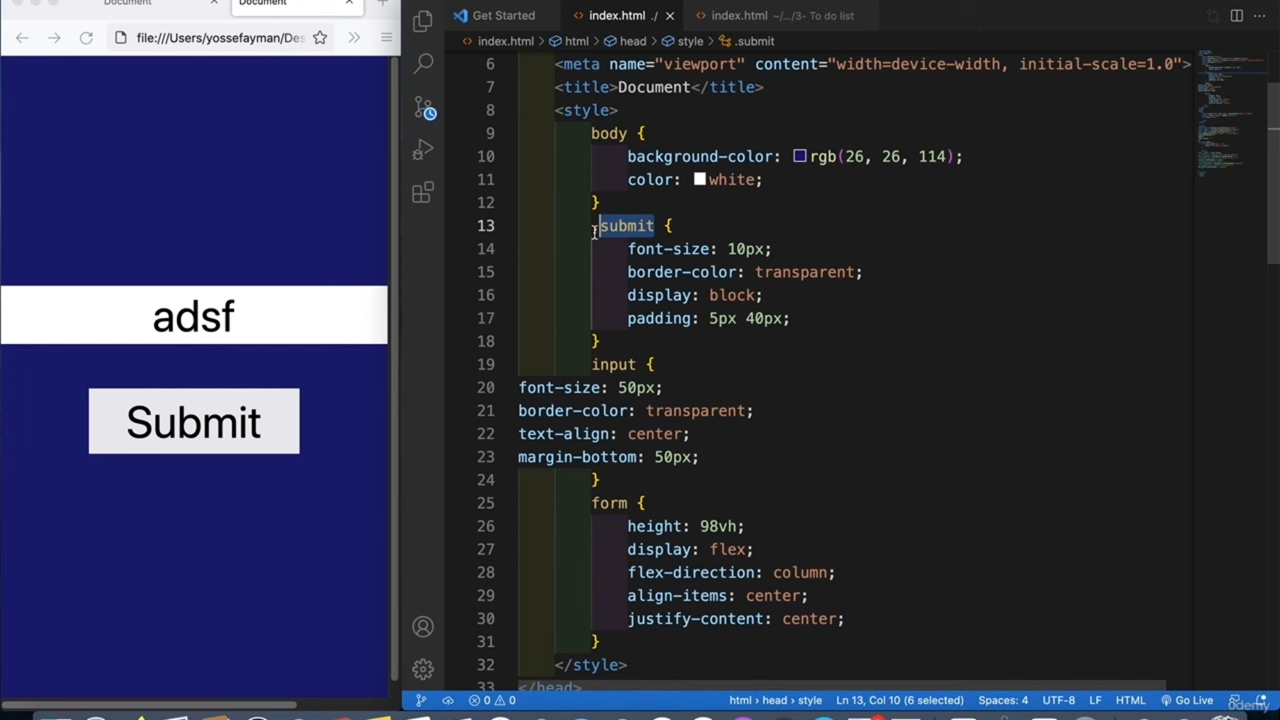 Document
Document
file:///Users/yossefayman/Des
adsf
Submit
Get Started
index.html ./
index.html ~/.../3- To do list
index.html > html > head > style > .submit
6 <meta name="viewport" content="width=device-width, initial-scale=1.0">
7 <title>Document</title>
8 <style>
9 body {
10 background-color: rgb(26, 26, 114);
11 color: white;
12 }
13 .submit {
14 font-size: 10px;
15 border-color: transparent;
16 display: block;
17 padding: 5px 40px;
18 }
19 input {
20 font-size: 50px;
21 border-color: transparent;
22 text-align: center;
23 margin-bottom: 50px;
24 }
25 form {
26 height: 98vh;
27 display: flex;
28 flex-direction: column;
29 align-items: center;
30 justify-content: center;
31 }
32 </style>
33 </head>
0 0
html > head > style
Ln 13, Col 10 (6 selected)
Spaces: 4
UTF-8
LF
HTML
Go Live
udemy